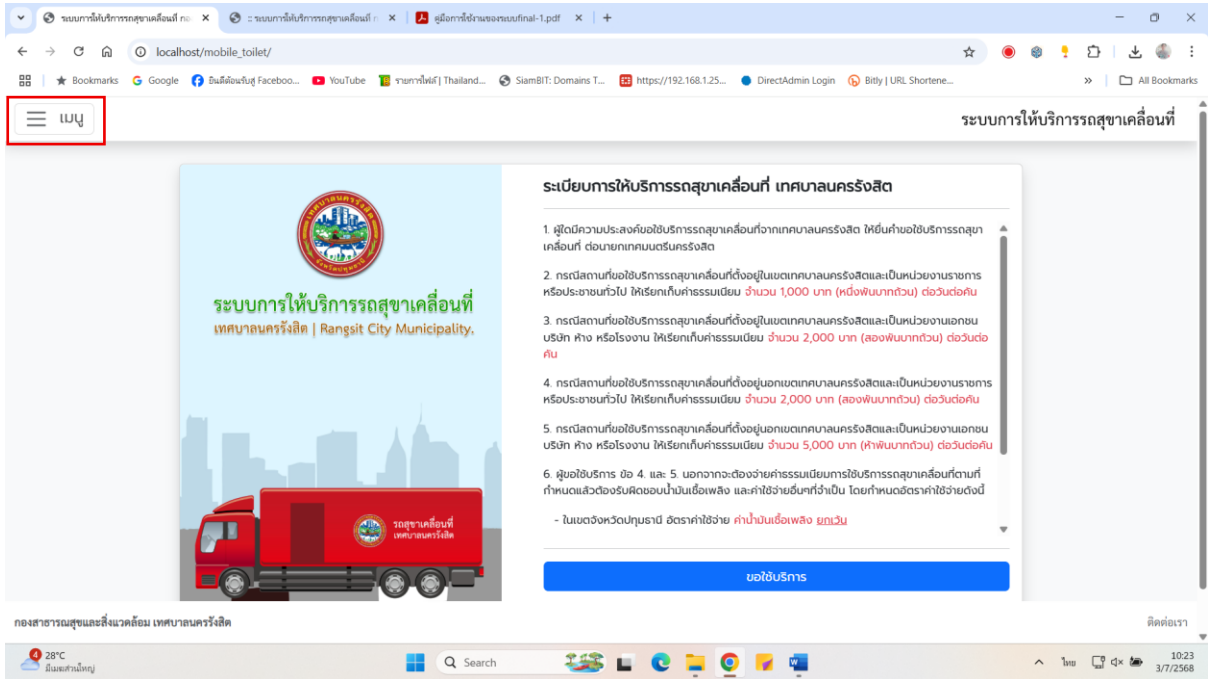 ระบบการให้บริการรถสุขาเคลื่อนที่ กอง
:: ระบบการให้บริการรถสุขาเคลื่อนที่ ก
คู่มือการใช้งานของระบบfinal-1.pdf
localhost/mobile_toilet/
Bookmarks
Google
ยินดีต้อนรับสู่ Faceboo...
YouTube
รายการไฟล์ | Thailand...
SiamBIT: Domains T...
https://192.168.1.25...
DirectAdmin Login
Bitly | URL Shortene...
All Bookmarks
เมนู
ระบบการให้บริการรถสุขาเคลื่อนที่
ระบบการให้บริการรถสุขาเคลื่อนที่
เทศบาลนครรังสิต | Rangsit City Municipality.
รถสุขาเคลื่อนที่
เทศบาลนครรังสิต
ระเบียบการให้บริการรถสุขาเคลื่อนที่ เทศบาลนครรังสิต
1. ผู้ใดมีความประสงค์ขอใช้บริการรถสุขาเคลื่อนที่จากเทศบาลนครรังสิต ให้ยื่นคำขอใช้บริการรถสุขา
เคลื่อนที่ ต่อนายกเทศมนตรีนครรังสิต
2. กรณีสถานที่ขอใช้บริการรถสุขาเคลื่อนที่ตั้งอยู่ในเขตเทศบาลนครรังสิตและเป็นหน่วยงานราชการ
หรือประชาชนทั่วไป ให้เรียกเก็บค่าธรรมเนียม จำนวน 1,000 บาท (หนึ่งพันบาทถ้วน) ต่อวันต่อคัน
3. กรณีสถานที่ขอใช้บริการรถสุขาเคลื่อนที่ตั้งอยู่ในเขตเทศบาลนครรังสิตและเป็นหน่วยงานเอกชน
บริษัท ห้าง หรือโรงงาน ให้เรียกเก็บค่าธรรมเนียม จำนวน 2,000 บาท (สองพันบาทถ้วน) ต่อวันต่อ
คัน
4. กรณีสถานที่ขอใช้บริการรถสุขาเคลื่อนที่ตั้งอยู่นอกเขตเทศบาลนครรังสิตและเป็นหน่วยงานราชการ
หรือประชาชนทั่วไป ให้เรียกเก็บค่าธรรมเนียม จำนวน 2,000 บาท (สองพันบาทถ้วน) ต่อวันต่อคัน
5. กรณีสถานที่ขอใช้บริการรถสุขาเคลื่อนที่ตั้งอยู่นอกเขตเทศบาลนครรังสิตและเป็นหน่วยงานเอกชน
บริษัท ห้าง หรือโรงงาน ให้เรียกเก็บค่าธรรมเนียม จำนวน 5,000 บาท (ห้าพันบาทถ้วน) ต่อวันต่อคัน
6. ผู้ขอใช้บริการ ข้อ 4. และ 5. นอกจากจะต้องจ่ายค่าธรรมเนียมการใช้บริการรถสุขาเคลื่อนที่ตามที่
กำหนดแล้วต้องรับผิดชอบน้ำมันเชื้อเพลิง และค่าใช้จ่ายอื่นๆที่จำเป็น โดยกำหนดอัตราค่าใช้จ่ายดังนี้
- ในเขตจังหวัดปทุมธานี อัตราค่าใช้จ่าย ค่าน้ำมันเชื้อเพลิง ยกเว้น
ขอใช้บริการ
กองสาธารณสุขและสิ่งแวดล้อม เทศบาลนครรังสิต
ติดต่อเรา
4
28°C
มีเมฆส่วนใหญ่
Search
ไทย
10:23
3/7/2568